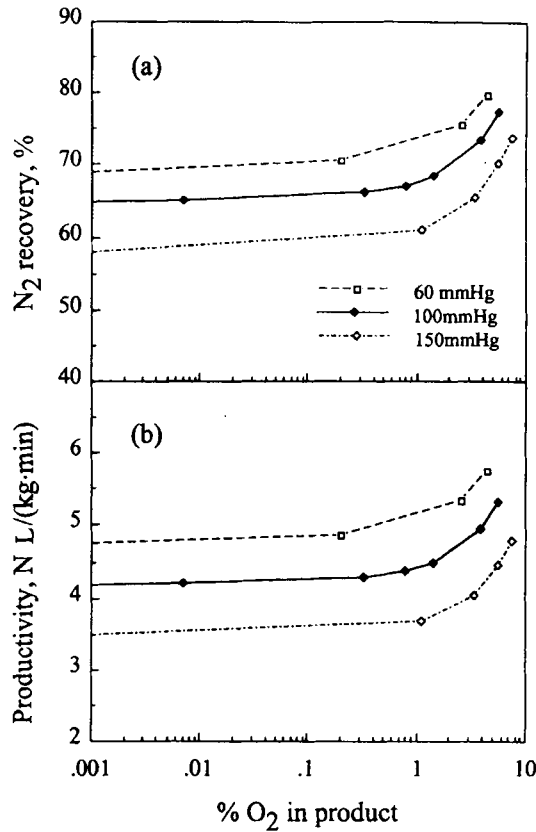 90
(a)
80
70
60
50
40
N2 recovery, %
60 mmHg
100mmHg
150mmHg
(b)
6
5
4
3
2
Productivity, N L/(kg·min)
.001
.01
.1
1
10
% O2 in product